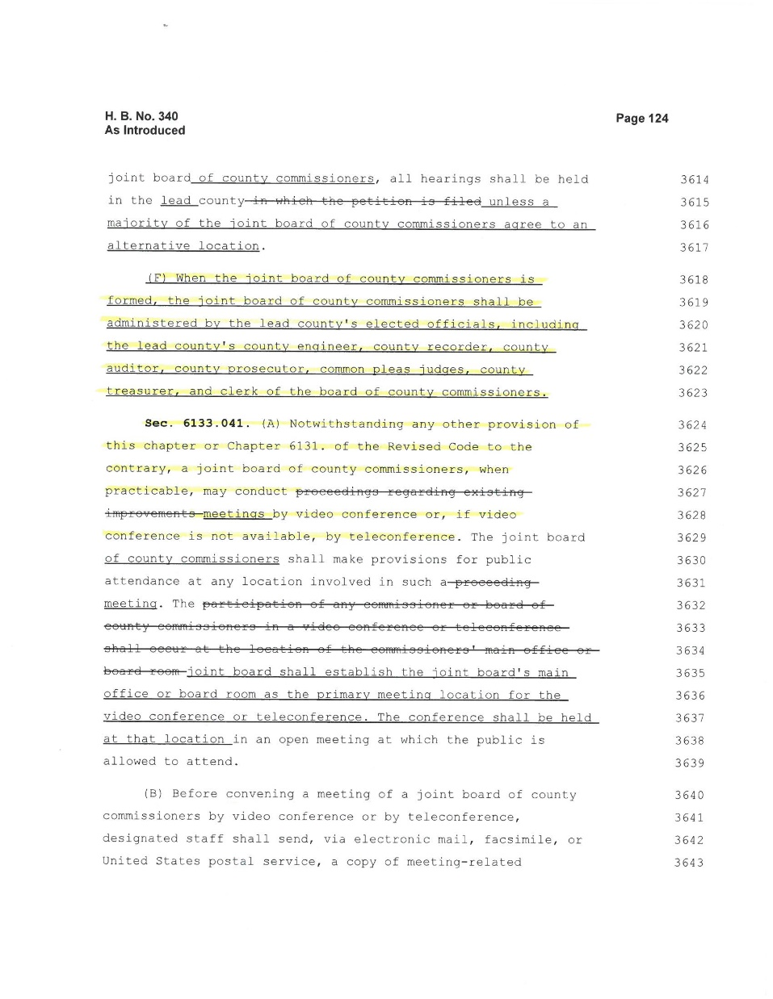 H. B. No. 340 Page 124
As Introduced
joint board of county commissioners, all hearings shall be held 3614
in the lead county in which the petition is filed unless a 3615
majority of the joint board of county commissioners agree to an 3616
alternative location. 3617
(F) When the joint board of county commissioners is 3618
formed, the joint board of county commissioners shall be 3619
administered by the lead county's elected officials, including 3620
the lead county's county engineer, county recorder, county 3621
auditor, county prosecutor, common pleas judges, county 3622
treasurer, and clerk of the board of county commissioners. 3623
Sec. 6133.041. (A) Notwithstanding any other provision of 3624
this chapter or Chapter 6131. of the Revised Code to the 3625
contrary, a joint board of county commissioners, when 3626
practicable, may conduct proceedings regarding existing 3627
improvements meetings by video conference or, if video 3628
conference is not available, by teleconference. The joint board 3629
of county commissioners shall make provisions for public 3630
attendance at any location involved in such a proceeding 3631
meeting. The participation of any commissioner or board of 3632
county commissioners in a video conference or teleconference 3633
shall occur at the location of the commissioners' main office or 3634
board room joint board shall establish the joint board's main 3635
office or board room as the primary meeting location for the 3636
video conference or teleconference. The conference shall be held 3637
at that location in an open meeting at which the public is 3638
allowed to attend. 3639
(B) Before convening a meeting of a joint board of county 3640
commissioners by video conference or by teleconference, 3641
designated staff shall send, via electronic mail, facsimile, or 3642
United States postal service, a copy of meeting-related 3643